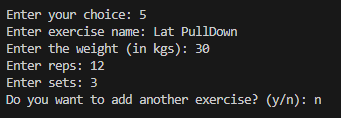 Enter your choice: 5
Enter exercise name: Lat PullDown
Enter the weight (in kgs): 30
Enter reps: 12
Enter sets: 3
Do you want to add another exercise? (y/n): n